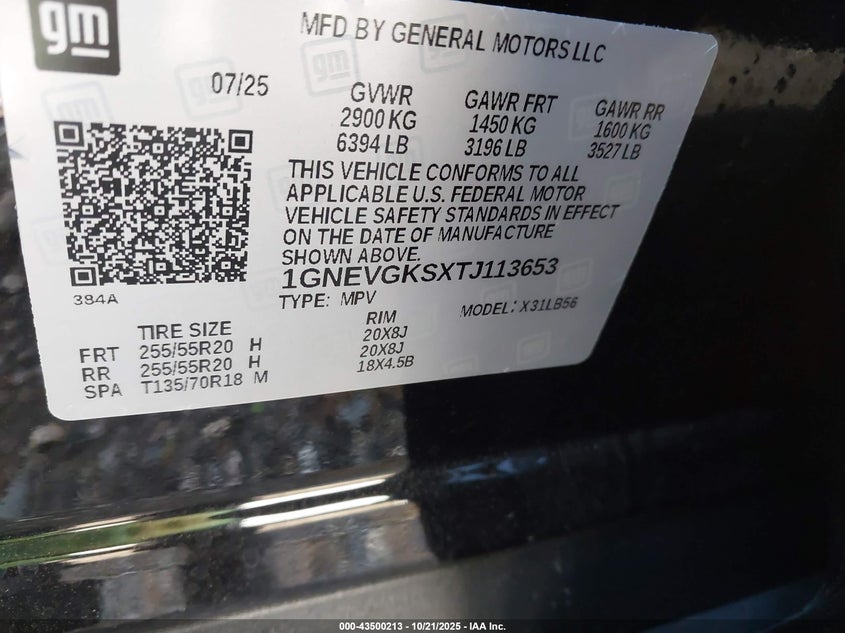 gm
MFD BY GENERAL MOTORS LLC
07/25
GVWR GAWR FRT GAWR RR
2900 KG 1450 KG 1600 KG
6394 LB 3196 LB 3527 LB
THIS VEHICLE CONFORMS TO ALL
APPLICABLE U.S. FEDERAL MOTOR
VEHICLE SAFETY STANDARDS IN EFFECT
ON THE DATE OF MANUFACTURE
SHOWN ABOVE.
1GNEVGKSXTJ113653
384A
TYPE: MPV MODEL: X31LB56
TIRE SIZE RIM
FRT 255/55R20 H 20X8J
RR 255/55R20 H 20X8J
SPA T135/70R18 M 18X4.5B
000-43500213 - 10/21/2025 - IAA Inc.